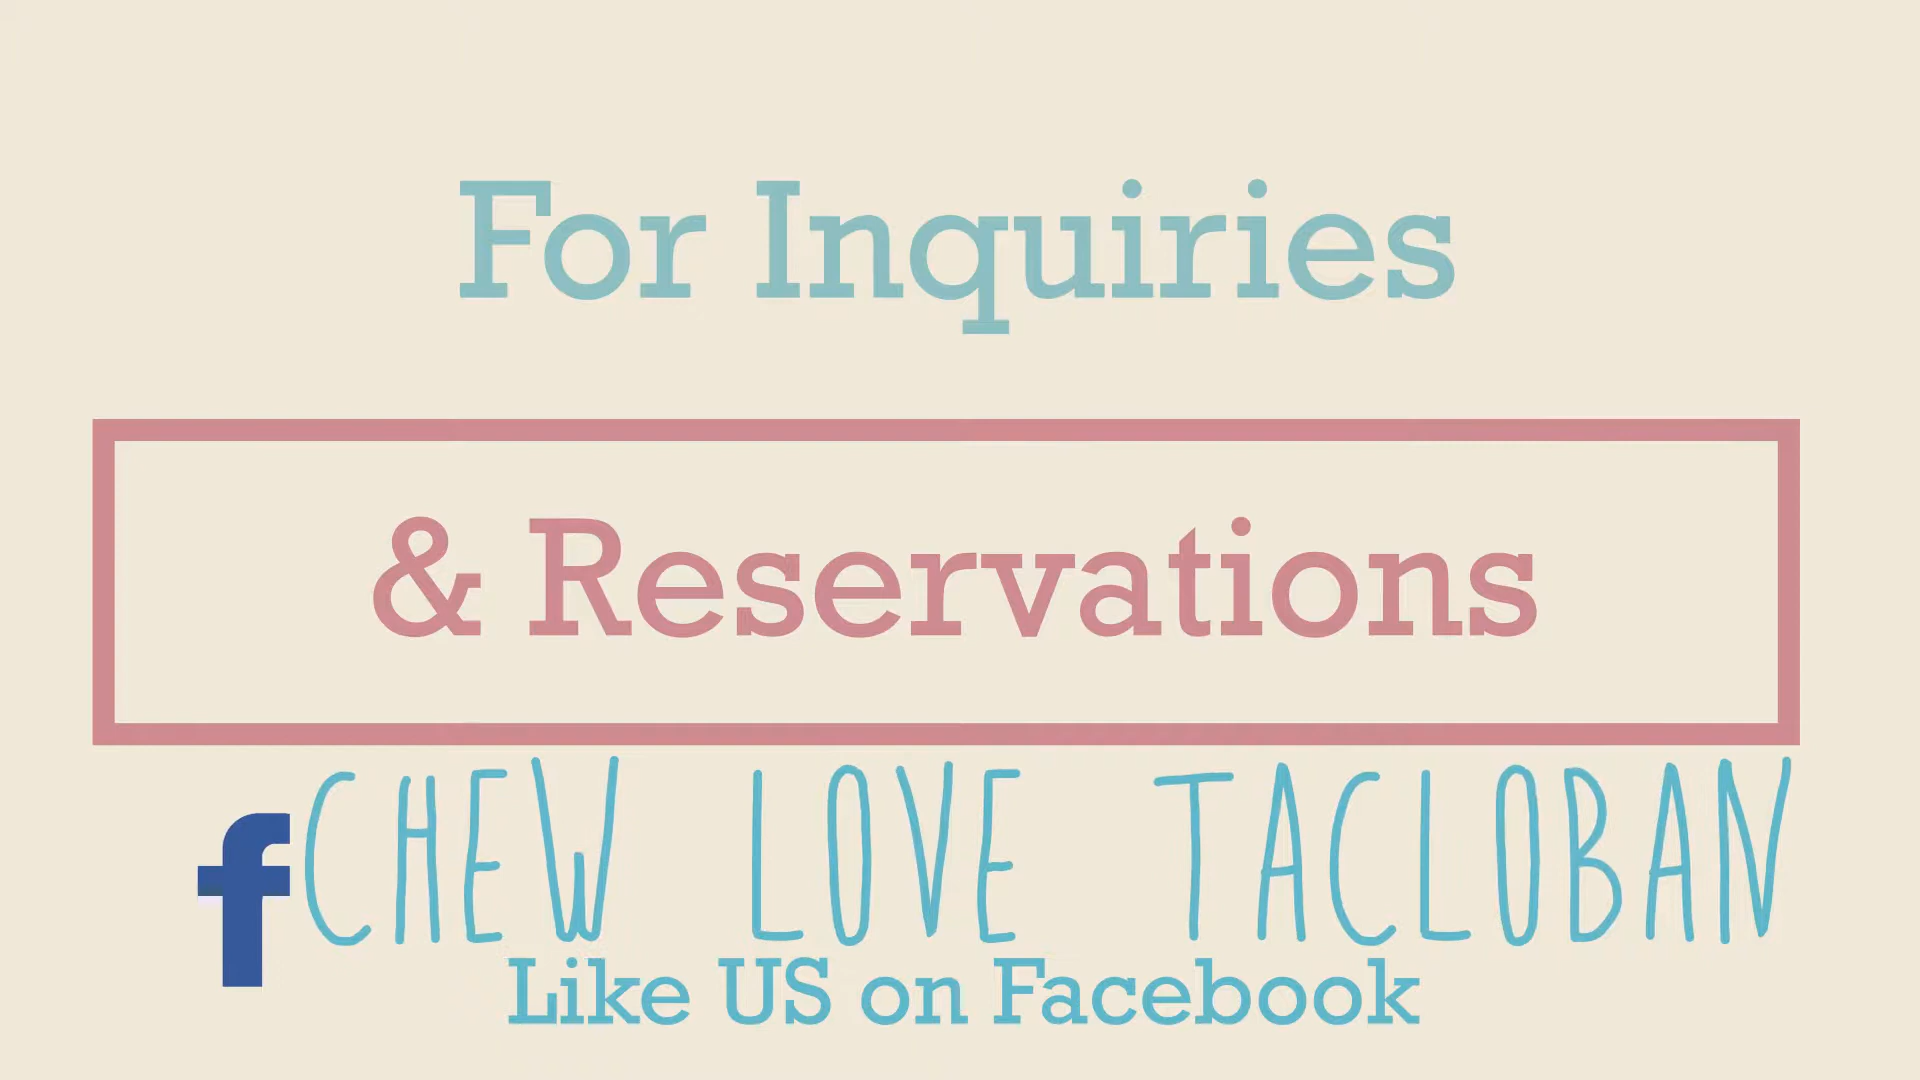 For Inquiries
& Reservations
CHEW LOVE TACLOBAN
Like US on Facebook